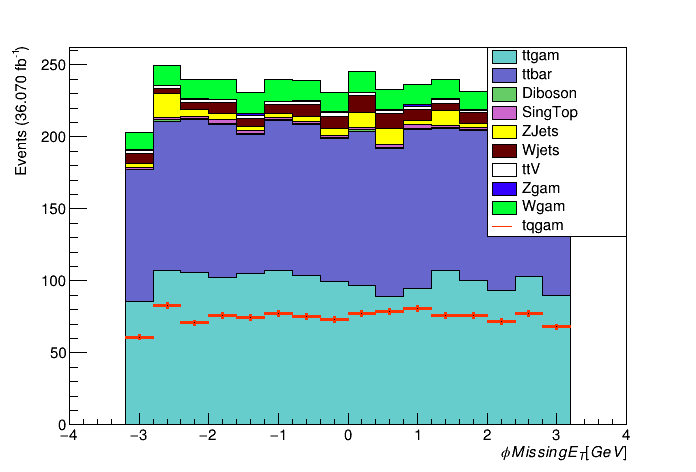 Events (36.070 fb⁻¹)
250
200
150
100
50
0
−4 −3 −2 −1 0 1 2 3 4
ϕMissingE_T[GeV]
ttgam
ttbar
Diboson
SingTop
ZJets
Wjets
ttV
Zgam
Wgam
tqgam